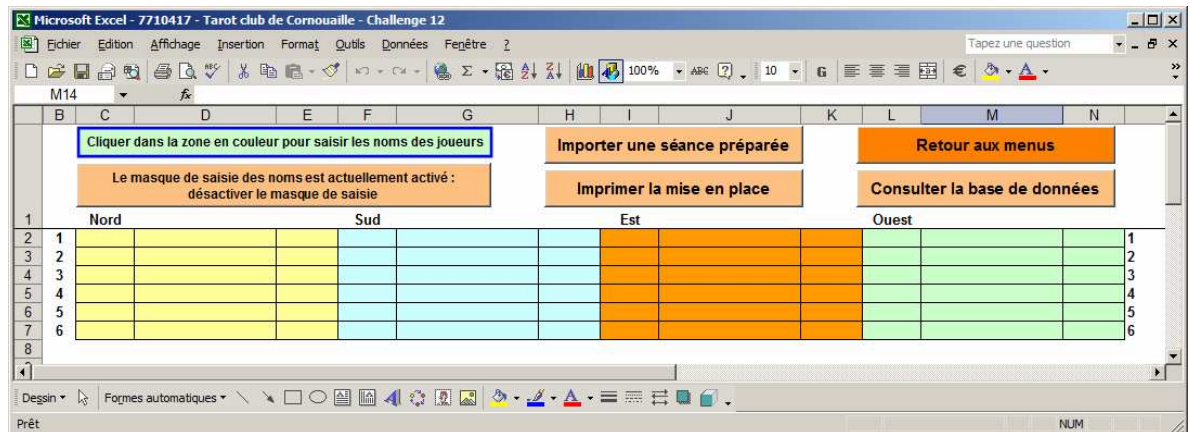 Microsoft Excel - 7710417 - Tarot club de Cornouaille - Challenge 12
Fichier Edition Affichage Insertion Format Outils Données Fenêtre ? Tapez une question
100% 10 G €
M14 fx
B C D E F G H I J K L M N
Cliquer dans la zone en couleur pour saisir les noms des joueurs
Importer une séance préparée
Retour aux menus
Le masque de saisie des noms est actuellement activé :
désactiver le masque de saisie
Imprimer la mise en place
Consulter la base de données
1 Nord Sud Est Ouest
2 1 1
3 2 2
4 3 3
5 4 4
6 5 5
7 6 6
8
Dessin Formes automatiques
Prêt NUM